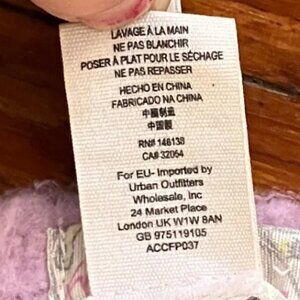 LAVAGE À LA MAIN
NE PAS BLANCHIR
POSER À PLAT POUR LE SÉCHAGE
NE PAS REPASSER
HECHO EN CHINA
FABRICADO NA CHINA
中國制造
中国製
RN# 146138
CA# 32054
For EU- Imported by
Urban Outfitters
Wholesale, Inc
24 Market Place
London UK W1W 8AN
GB 975119105
ACCFP037